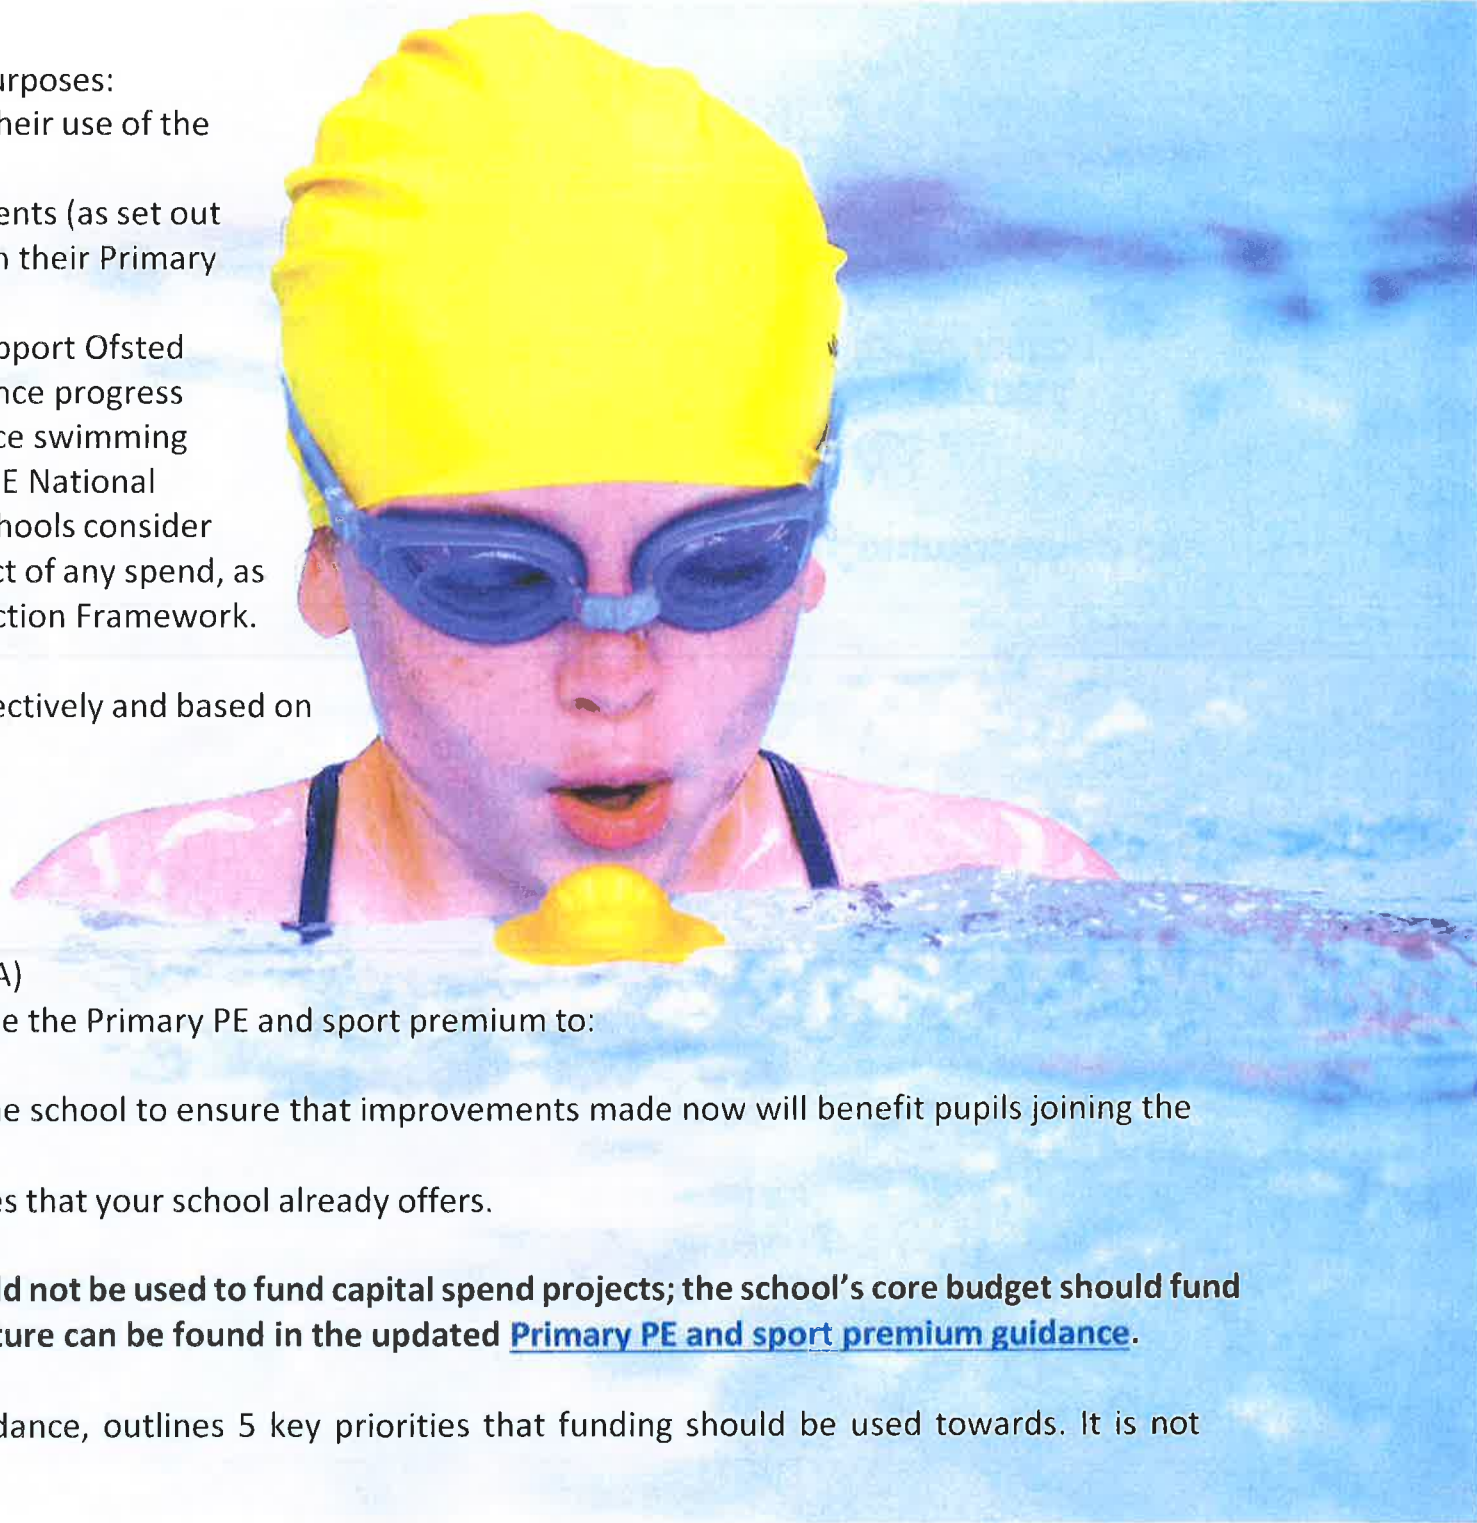 urposes:
heir use of the
ents (as set out
n their Primary
pport Ofsted
nce progress
ce swimming
E National
hools consider
ct of any spend, as
ction Framework.
ectively and based on
A)
e the Primary PE and sport premium to:
ne school to ensure that improvements made now will benefit pupils joining the
es that your school already offers.
ld not be used to fund capital spend projects; the school's core budget should fund
ture can be found in the updated Primary PE and sport premium guidance.
dance, outlines 5 key priorities that funding should be used towards. It is not